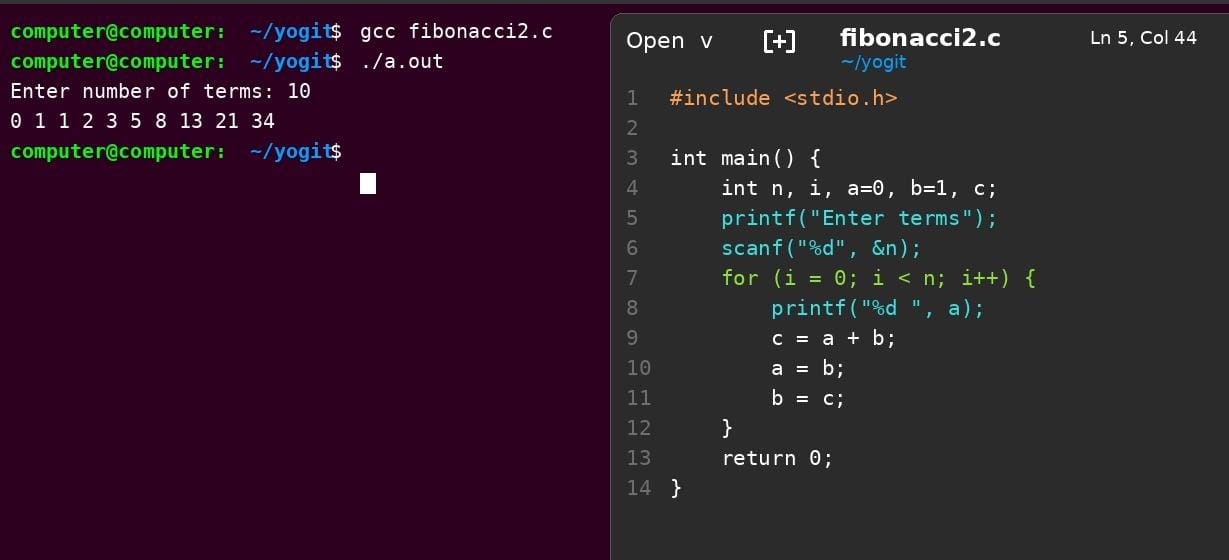 computer@computer: ~/yogit$ gcc fibonacci2.c
computer@computer: ~/yogit$ ./a.out
Enter number of terms: 10
0 1 1 2 3 5 8 13 21 34
computer@computer: ~/yogit$
Open v [+] fibonacci2.c Ln 5, Col 44
~/yogit
1 #include <stdio.h>
2
3 int main() {
4     int n, i, a=0, b=1, c;
5     printf("Enter terms");
6     scanf("%d", &n);
7     for (i = 0; i < n; i++) {
8         printf("%d ", a);
9         c = a + b;
10         a = b;
11         b = c;
12     }
13     return 0;
14 }